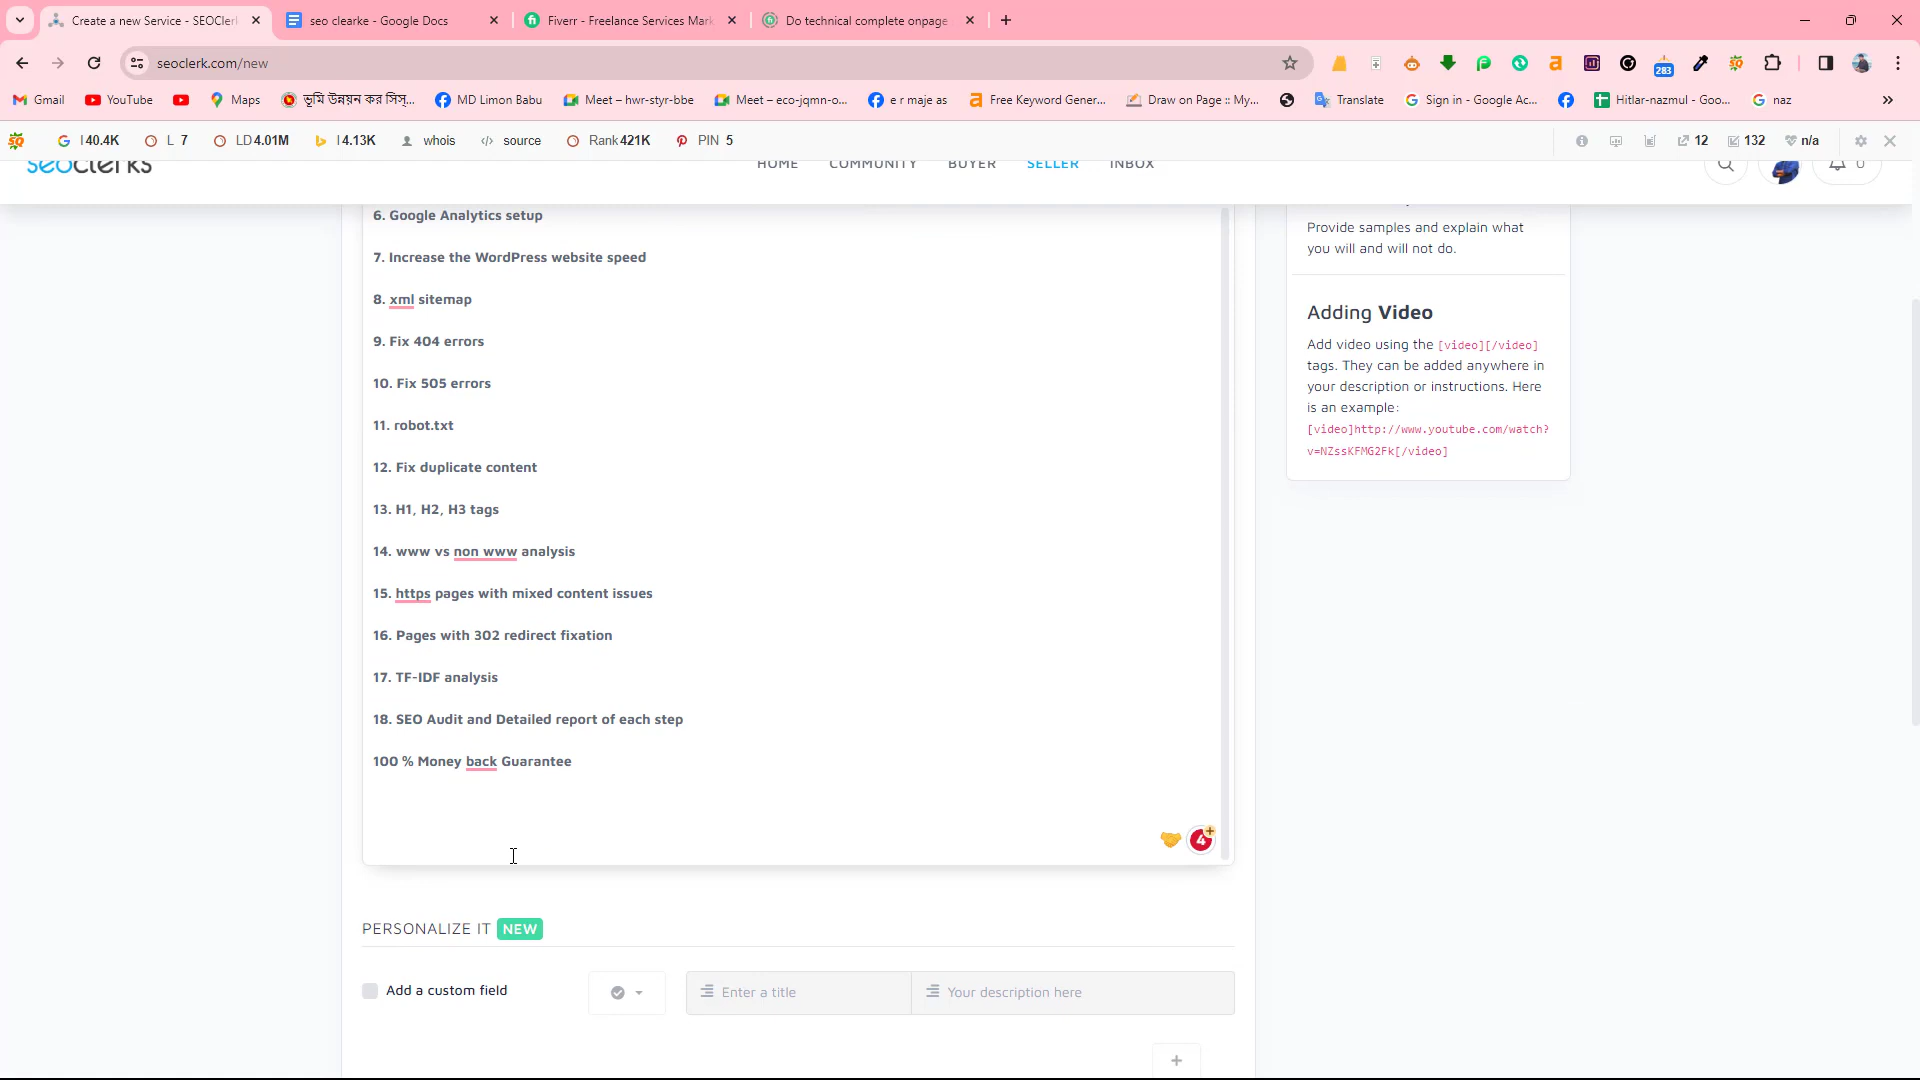 Create a new Service - SEOCler
seo clearke - Google Docs
Fiverr - Freelance Services Mark
Do technical complete onpage
seoclerk.com/new
283
Gmail
YouTube
Maps
ভূমি উন্নয়ন কর সিস্...
MD Limon Babu
Meet – hwr-styr-bbe
Meet – eco-jqmn-o...
e r maje as
Free Keyword Gener...
Draw on Page :: My...
Translate
Sign in - Google Ac...
Hitlar-nazmul - Goo...
naz
I 40.4K
L 7
LD 4.01M
I 4.13K
whois
source
Rank 421K
PIN 5
12
132
n/a
seoclerks
HOME
COMMUNITY
BUYER
SELLER
INBOX
0
6. Google Analytics setup
7. Increase the WordPress website speed
8. xml sitemap
9. Fix 404 errors
10. Fix 505 errors
11. robot.txt
12. Fix duplicate content
13. H1, H2, H3 tags
14. www vs non www analysis
15. https pages with mixed content issues
16. Pages with 302 redirect fixation
17. TF-IDF analysis
18. SEO Audit and Detailed report of each step
100 % Money back Guarantee
4
Provide samples and explain what
you will and will not do.
Adding Video
Add video using the [video][/video]
tags. They can be added anywhere in
your description or instructions. Here
is an example:
[video]http://www.youtube.com/watch?
v=NZssKFMG2Fk[/video]
PERSONALIZE IT NEW
Add a custom field
Enter a title
Your description here